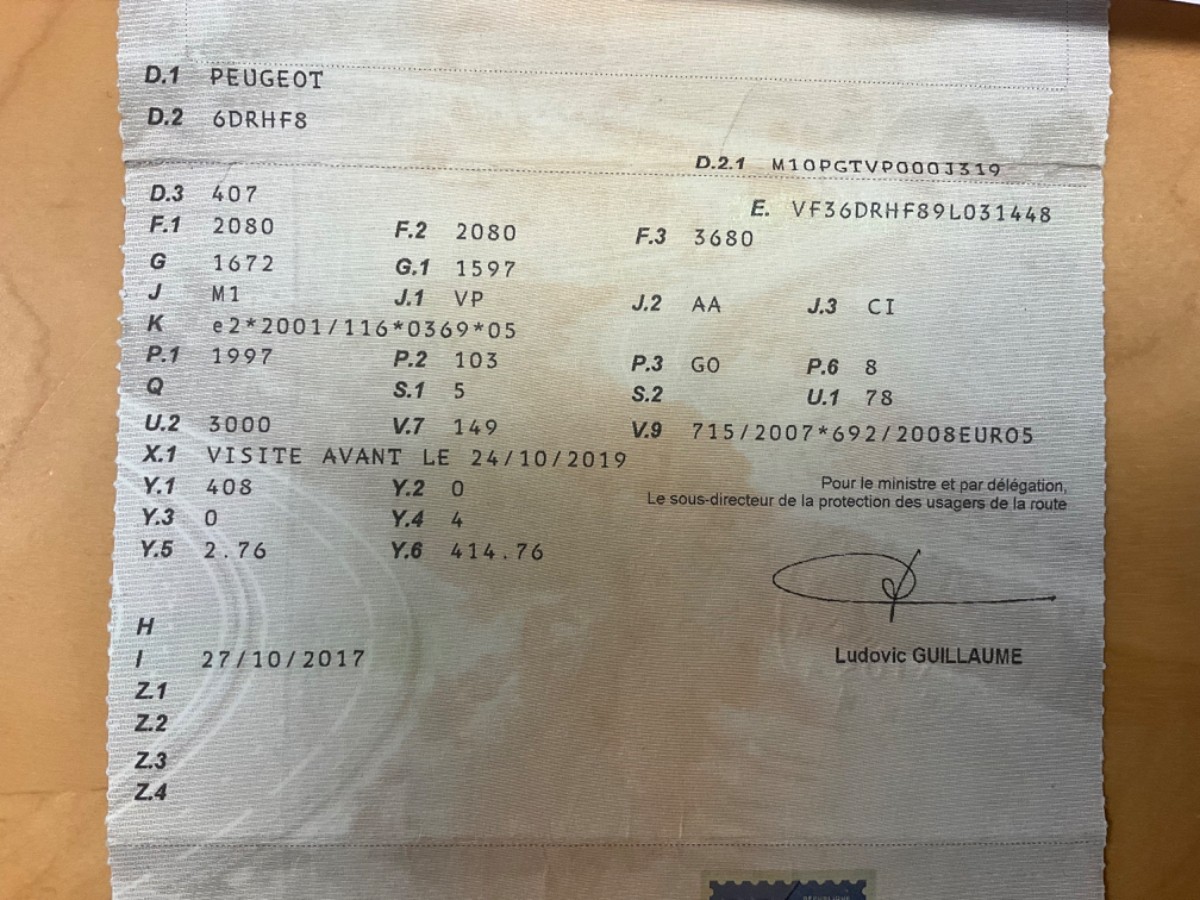 D.1 PEUGEOT
D.2 6DRHF8
D.2.1 M10PGTVP000J319
D.3 407
E. VF36DRHF89L031448
F.1 2080 F.2 2080 F.3 3680
G 1672 G.1 1597
J M1 J.1 VP J.2 AA J.3 CI
K e2*2001/116*0369*05
P.1 1997 P.2 103 P.3 GO P.6 8
Q S.1 5 S.2 U.1 78
U.2 3000 V.7 149 V.9 715/2007*692/2008EURO5
X.1 VISITE AVANT LE 24/10/2019
Y.1 408 Y.2 0
Pour le ministre et par délégation,
Le sous-directeur de la protection des usagers de la route
Y.3 0 Y.4 4
Y.5 2.76 Y.6 414.76
H
I 27/10/2017
Ludovic GUILLAUME
Z.1
Z.2
Z.3
Z.4